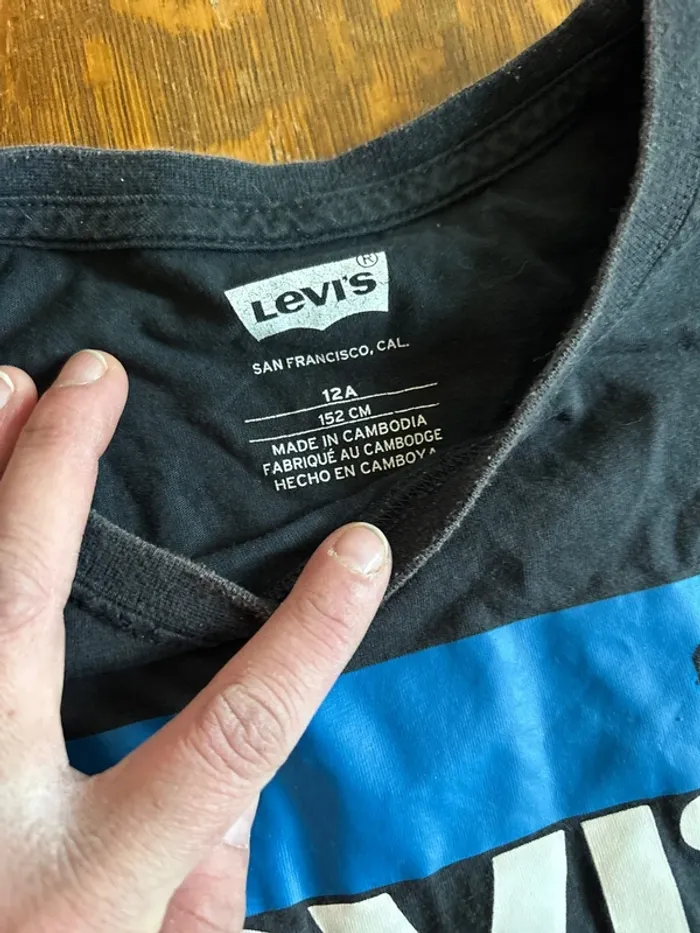 Levi's ®
SAN FRANCISCO, CAL.
12A
152 CM
MADE IN CAMBODIA
FABRIQUÉ AU CAMBODGE
HECHO EN CAMBOYA